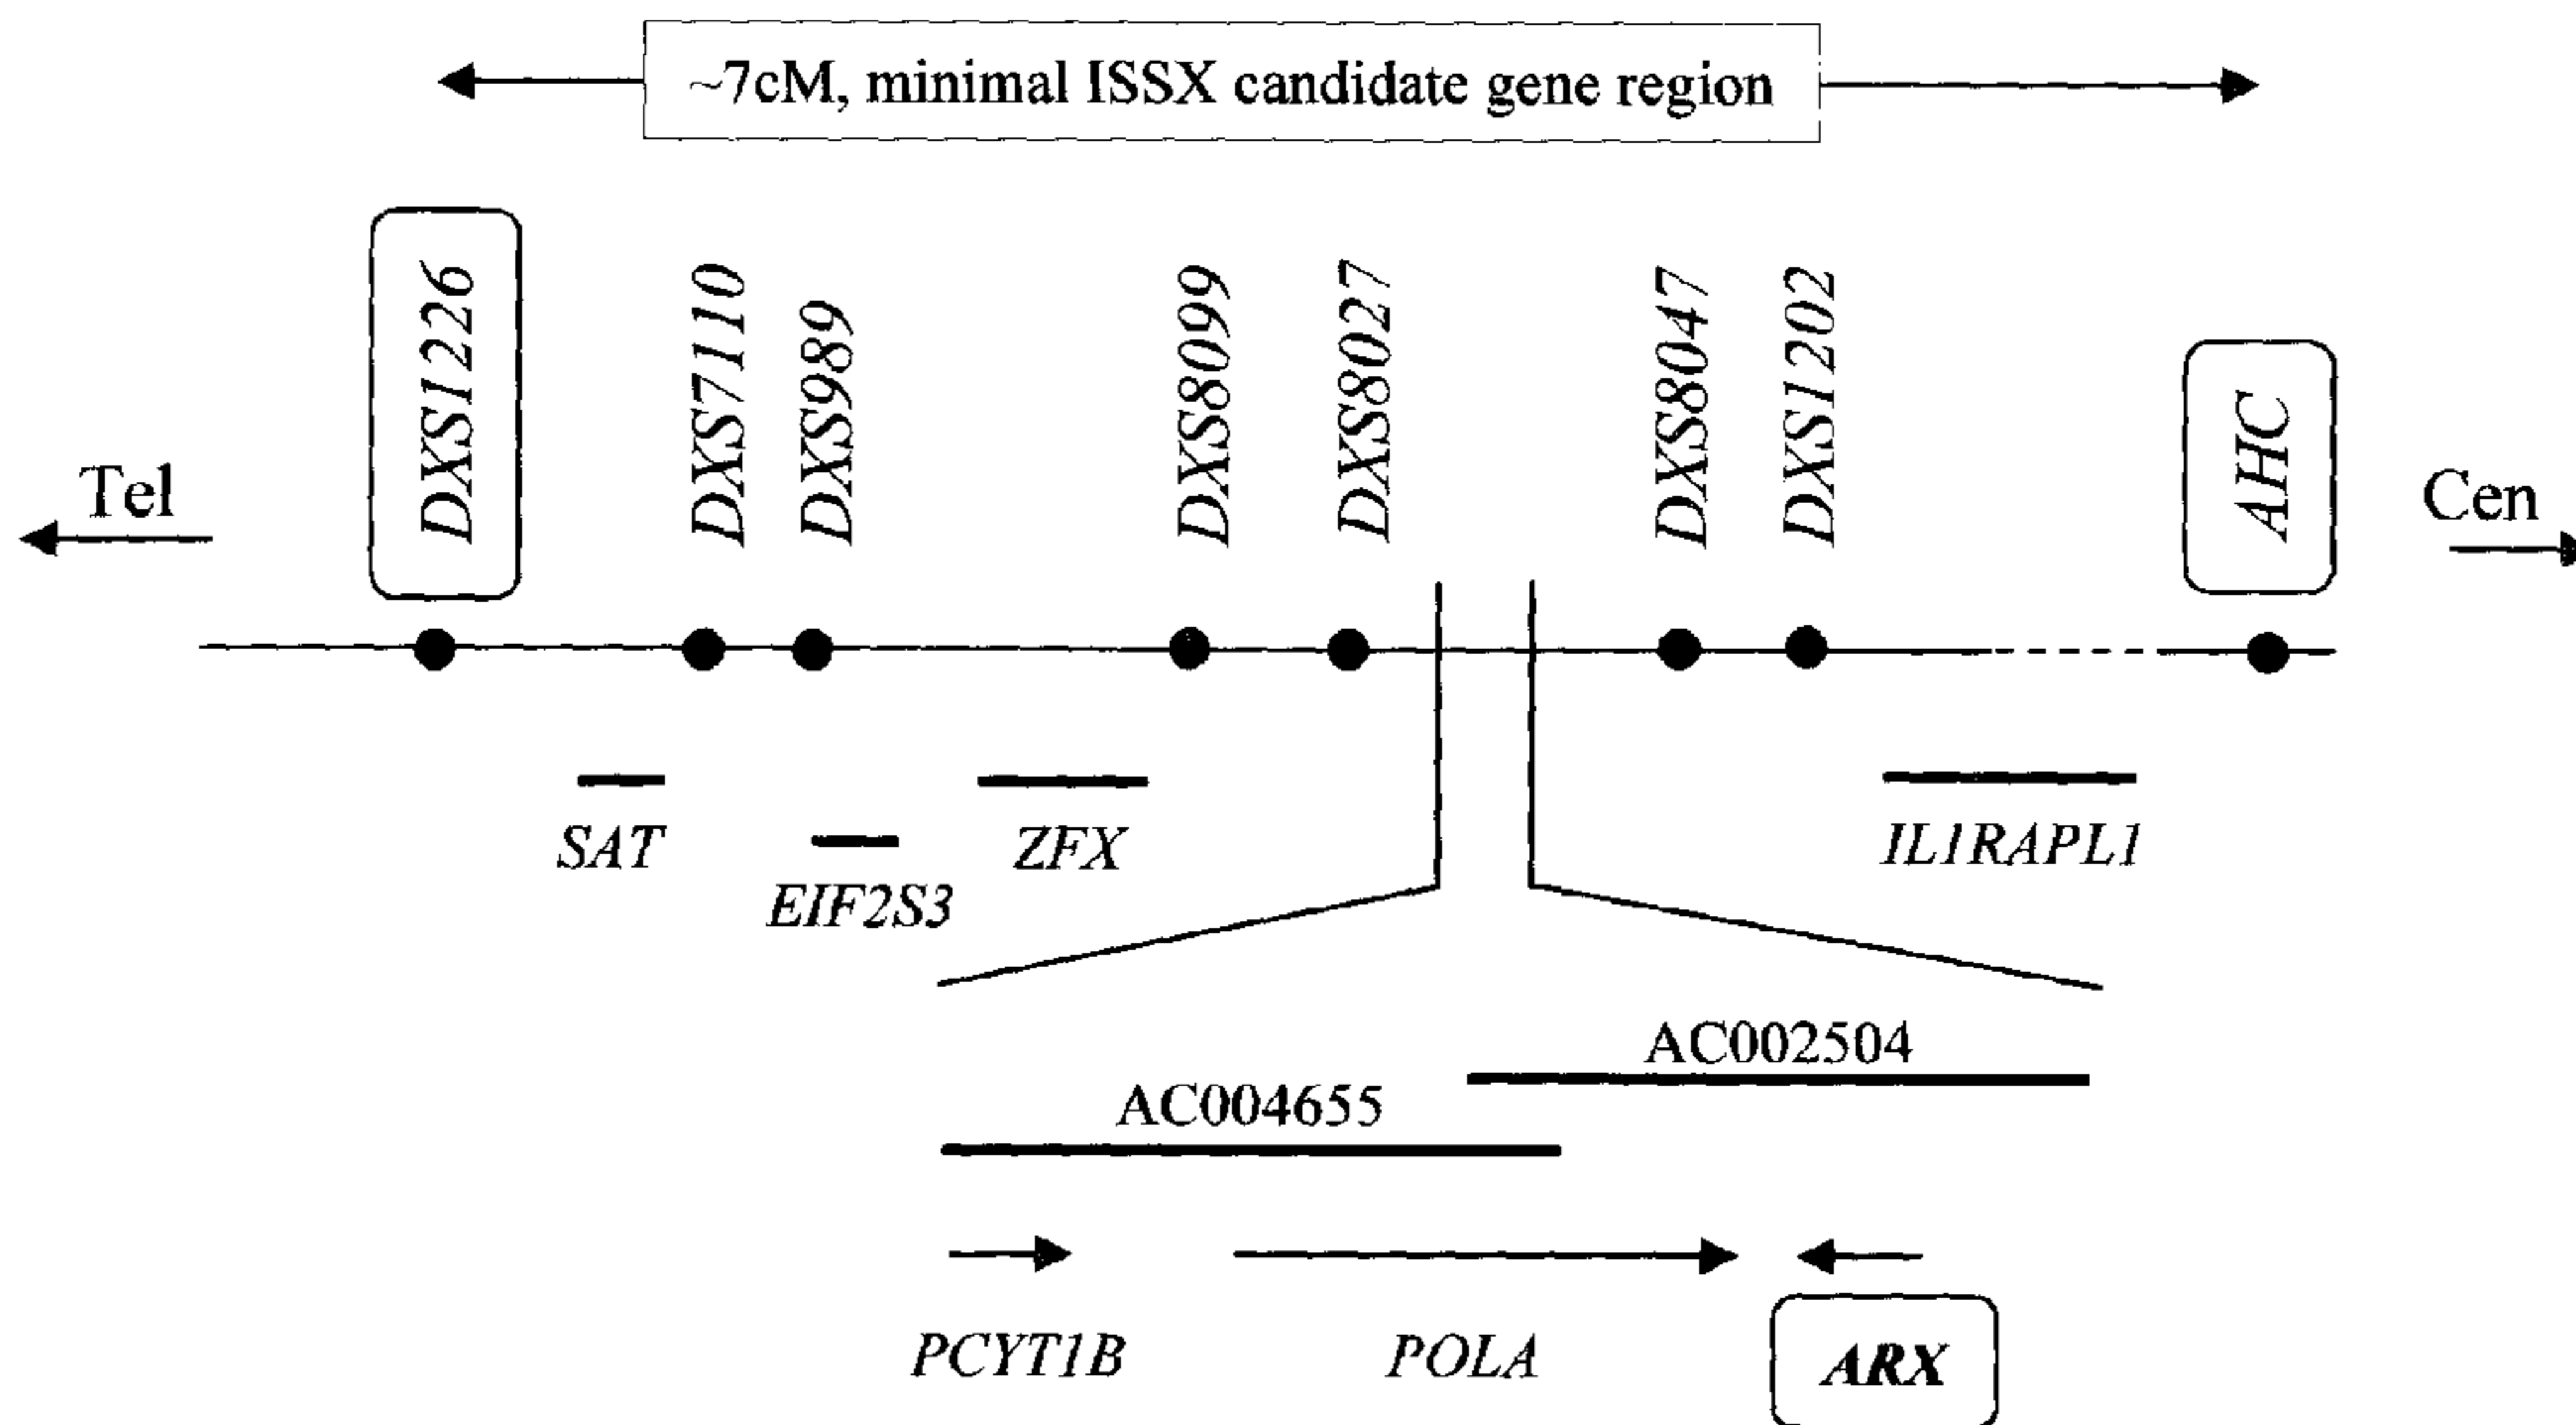 ~7cM, minimal ISSX candidate gene region
DXS1226
DXS7110
DXS989
DXS8099
DXS8027
DXS8047
DXS1202
AHC
Tel
Cen
SAT
EIF2S3
ZFX
IL1RAPL1
AC002504
AC004655
PCYT1B
POLA
ARX